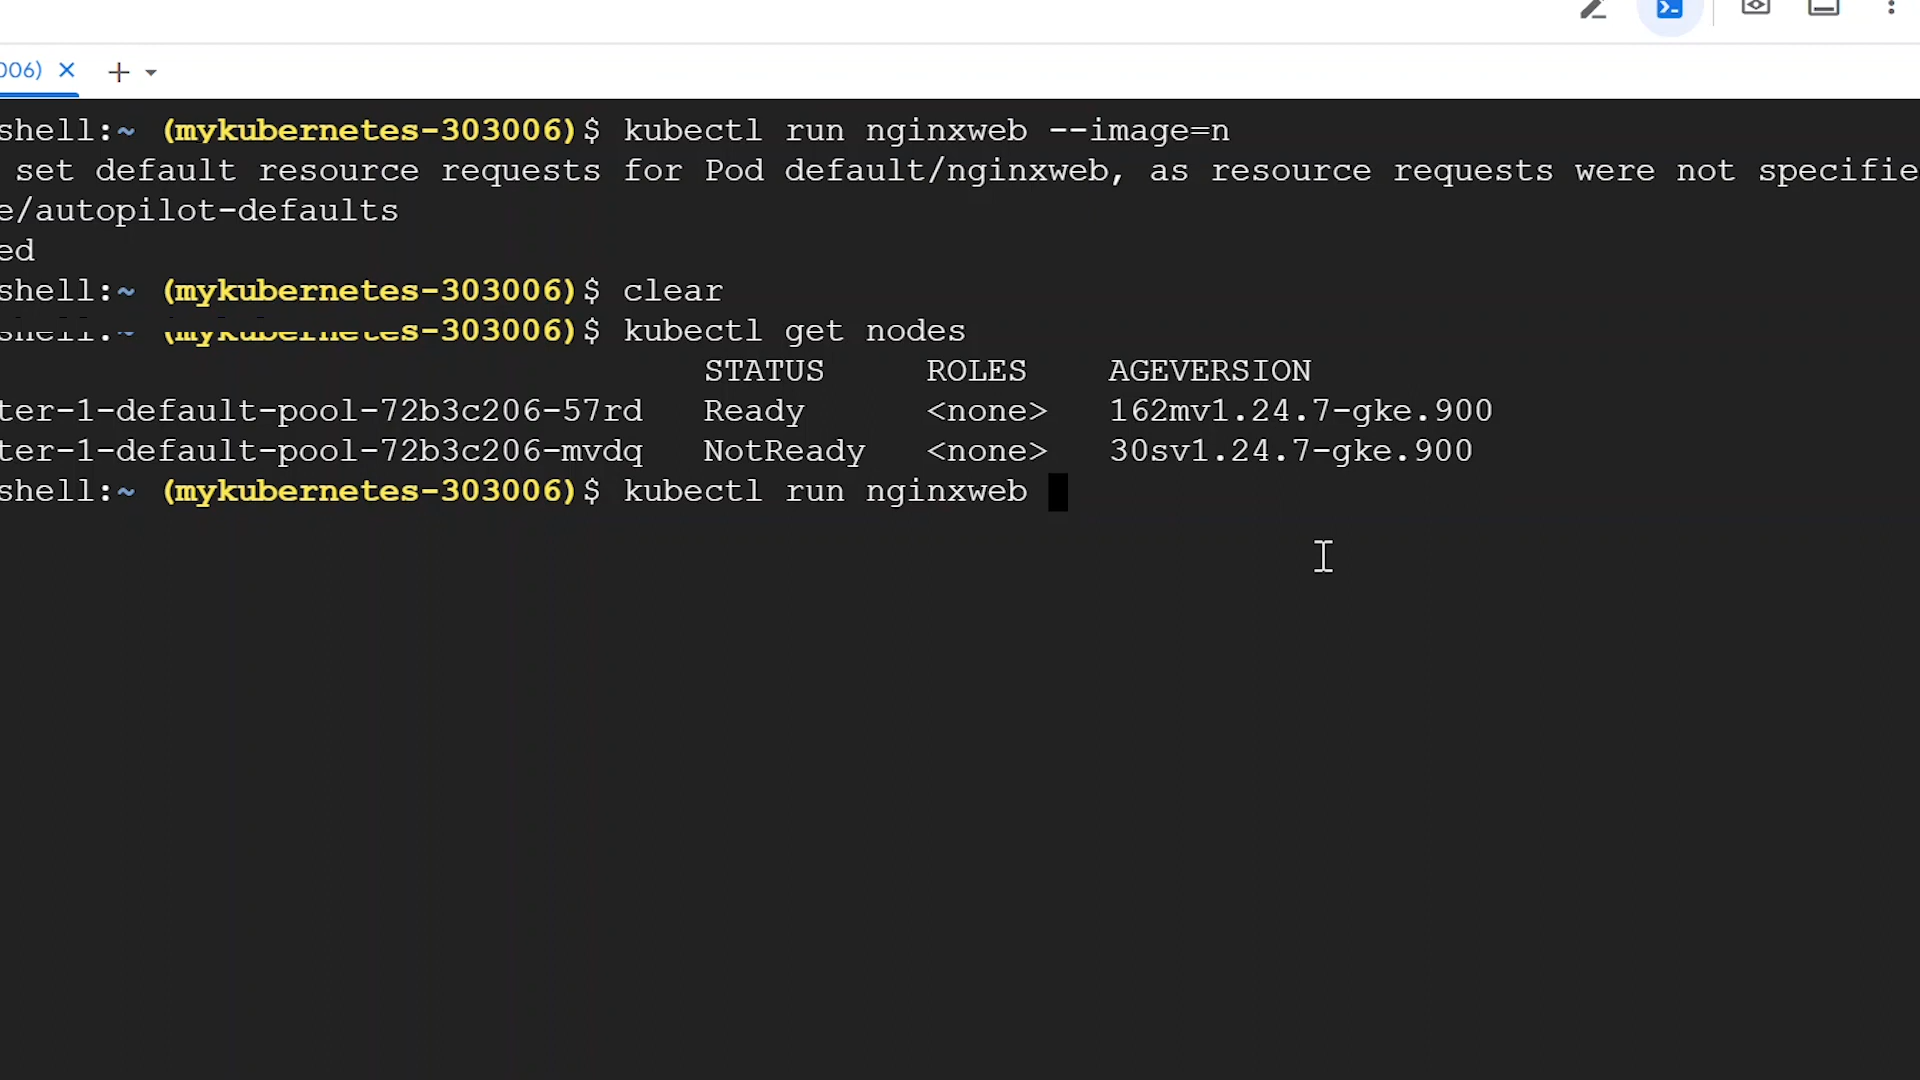 006)
shell:~ (mykubernetes-303006)$ kubectl run nginxweb --image=n
set default resource requests for Pod default/nginxweb, as resource requests were not specifie
e/autopilot-defaults
ed
shell:~ (mykubernetes-303006)$ clear
shell:~ (mykubernetes-303006)$ kubectl get nodes
STATUS ROLES AGEVERSION
ter-1-default-pool-72b3c206-57rd Ready <none> 162mv1.24.7-gke.900
ter-1-default-pool-72b3c206-mvdq NotReady <none> 30sv1.24.7-gke.900
shell:~ (mykubernetes-303006)$ kubectl run nginxweb